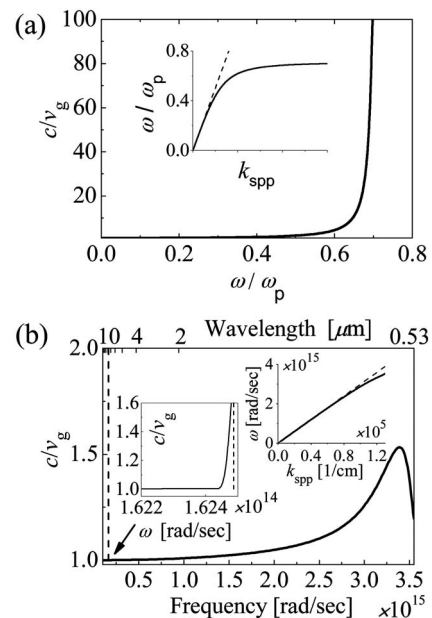 (a)
100
80
60
40
20
c/v_g
0.8
0.4
0.0
ω / ω_p
k_spp
0.0 0.2 0.4 0.6 0.8
ω/ ω_p
(b) Wavelength [μm]
10 4 2 0.53
2.0
1.5
1.0
c/v_g
1.6
1.4
1.2
1.0
c/v_g
1.622 1.624
×10^14
ω [rad/sec]
×10^15
4
2
0
ω [rad/sec]
0.0 0.4 0.8 1.2
×10^5
k_spp [1/cm]
0.5 1.0 1.5 2.0 2.5 3.0 3.5
Frequency [rad/sec] ×10^15